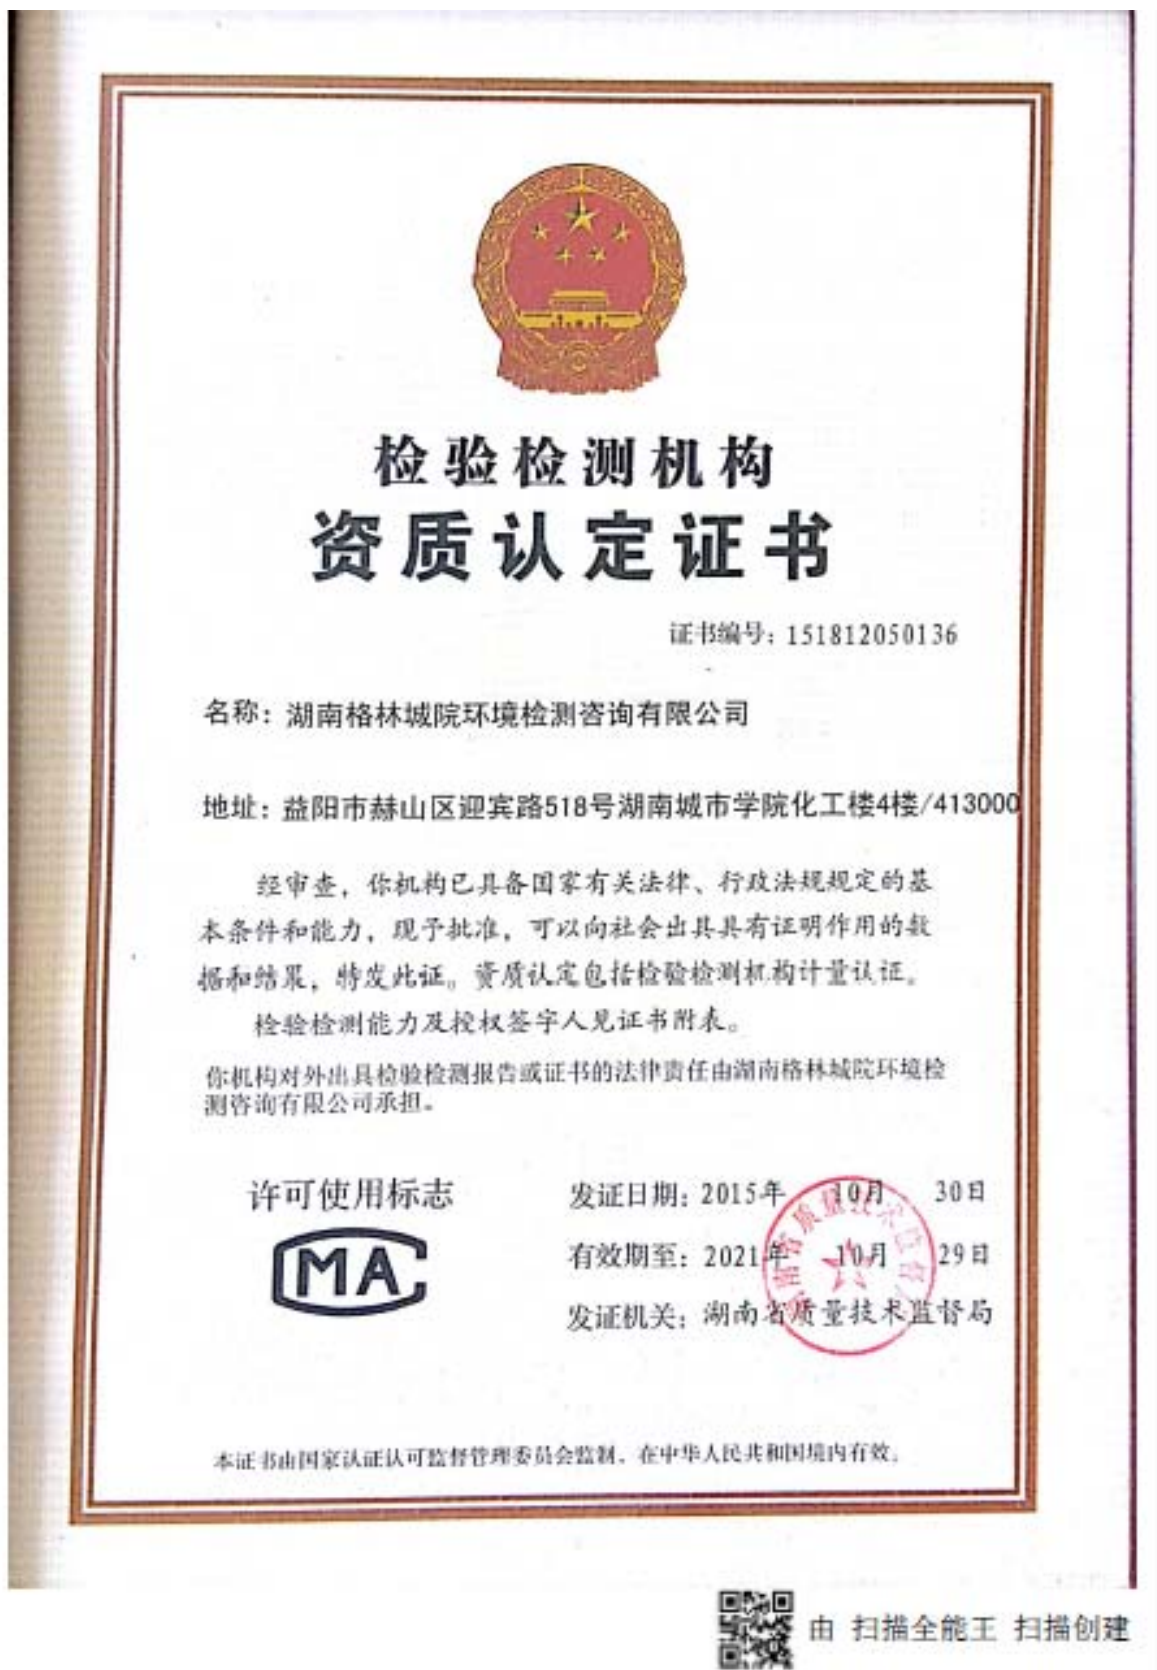 检验检测机构
资质认定证书
证书编号：151812050136
名称：湖南格林城院环境检测咨询有限公司
地址：益阳市赫山区迎宾路518号湖南城市学院化工楼4楼/413000
经审查，你机构已具备国家有关法律、行政法规规定的基
本条件和能力，现予批准，可以向社会出具具有证明作用的数
据和结果，特发此证。资质认定包括检验检测机构计量认证。
检验检测能力及授权签字人见证书附表。
你机构对外出具检验检测报告或证书的法律责任由湖南格林城院环境检
测咨询有限公司承担。
许可使用标志
MA
发证日期：2015年 10月 30日
有效期至：2021年 10月 29日
发证机关：湖南省质量技术监督局
本证书由国家认证认可监督管理委员会监制，在中华人民共和国境内有效。
由 扫描全能王 扫描创建